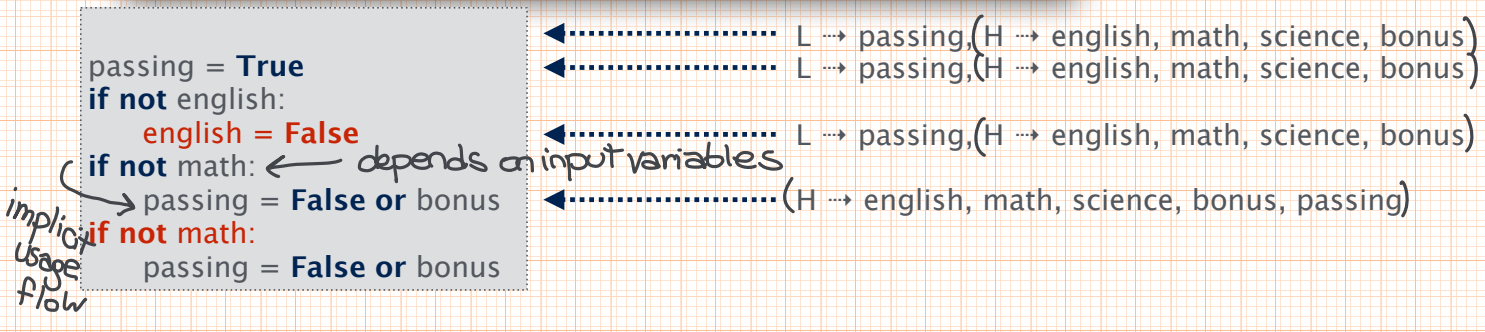 L ⇢ passing,(H ⇢ english, math, science, bonus)
passing = True L ⇢ passing,(H ⇢ english, math, science, bonus)
if not english:
english = False L ⇢ passing,(H ⇢ english, math, science, bonus)
if not math: depends on input variables
passing = False or bonus (H ⇢ english, math, science, bonus, passing)
implicit usage flow
if not math:
passing = False or bonus